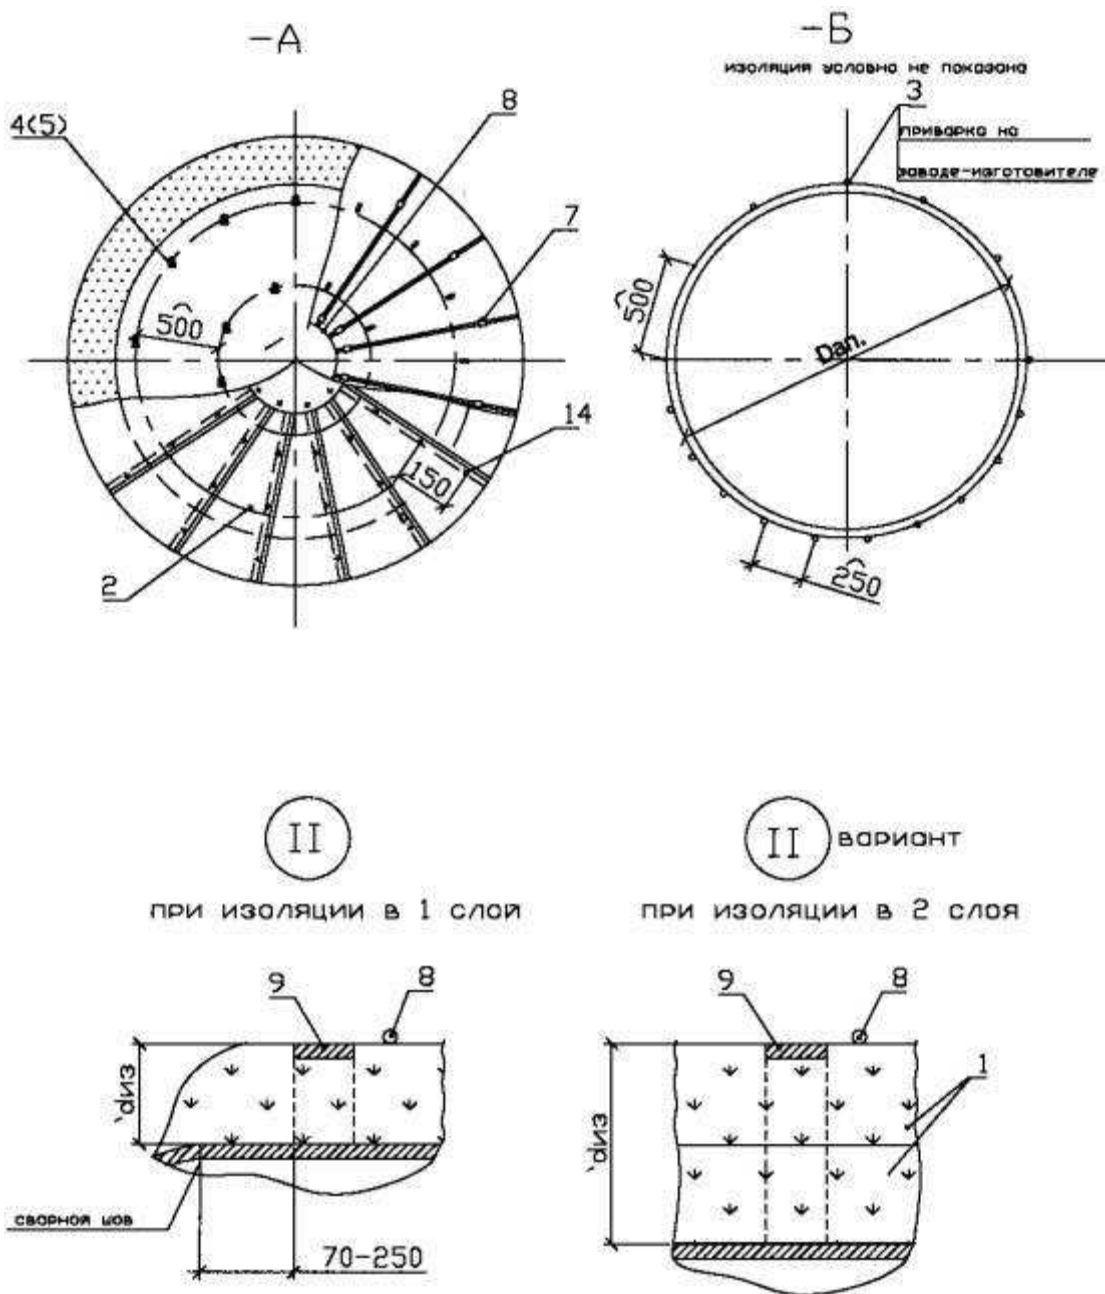 -А
-Б
изоляция условно не показана
4(5)
8
3
приварка на
заводе-изготовителе
7
500
500
Dап.
14
150
2
250
II
II вариант
при изоляции в 1 слой
при изоляции в 2 слоя
9
8
9
8
1
dиз.
dиз.
сварной шов
70-250